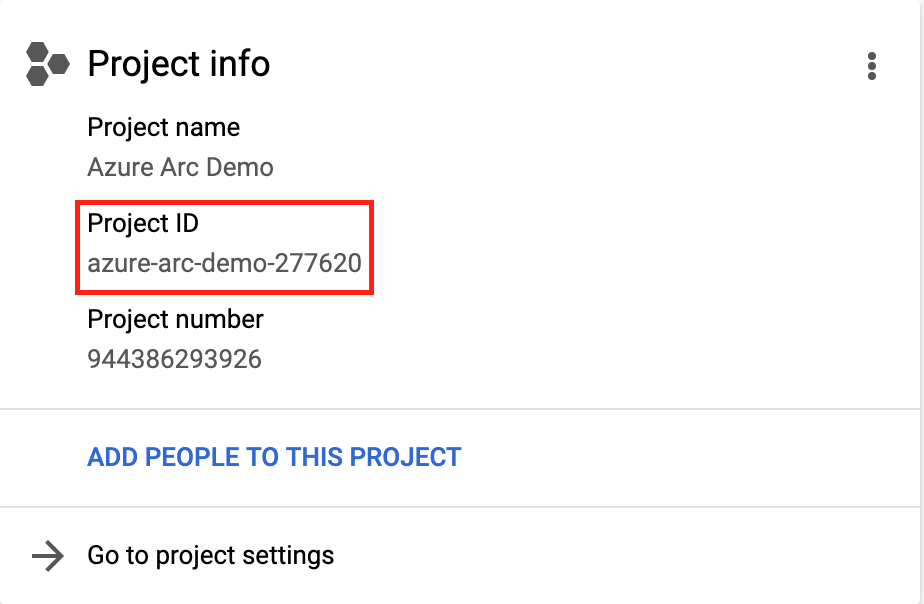 Project info
Project name
Azure Arc Demo
Project ID
azure-arc-demo-277620
Project number
944386293926
ADD PEOPLE TO THIS PROJECT
Go to project settings